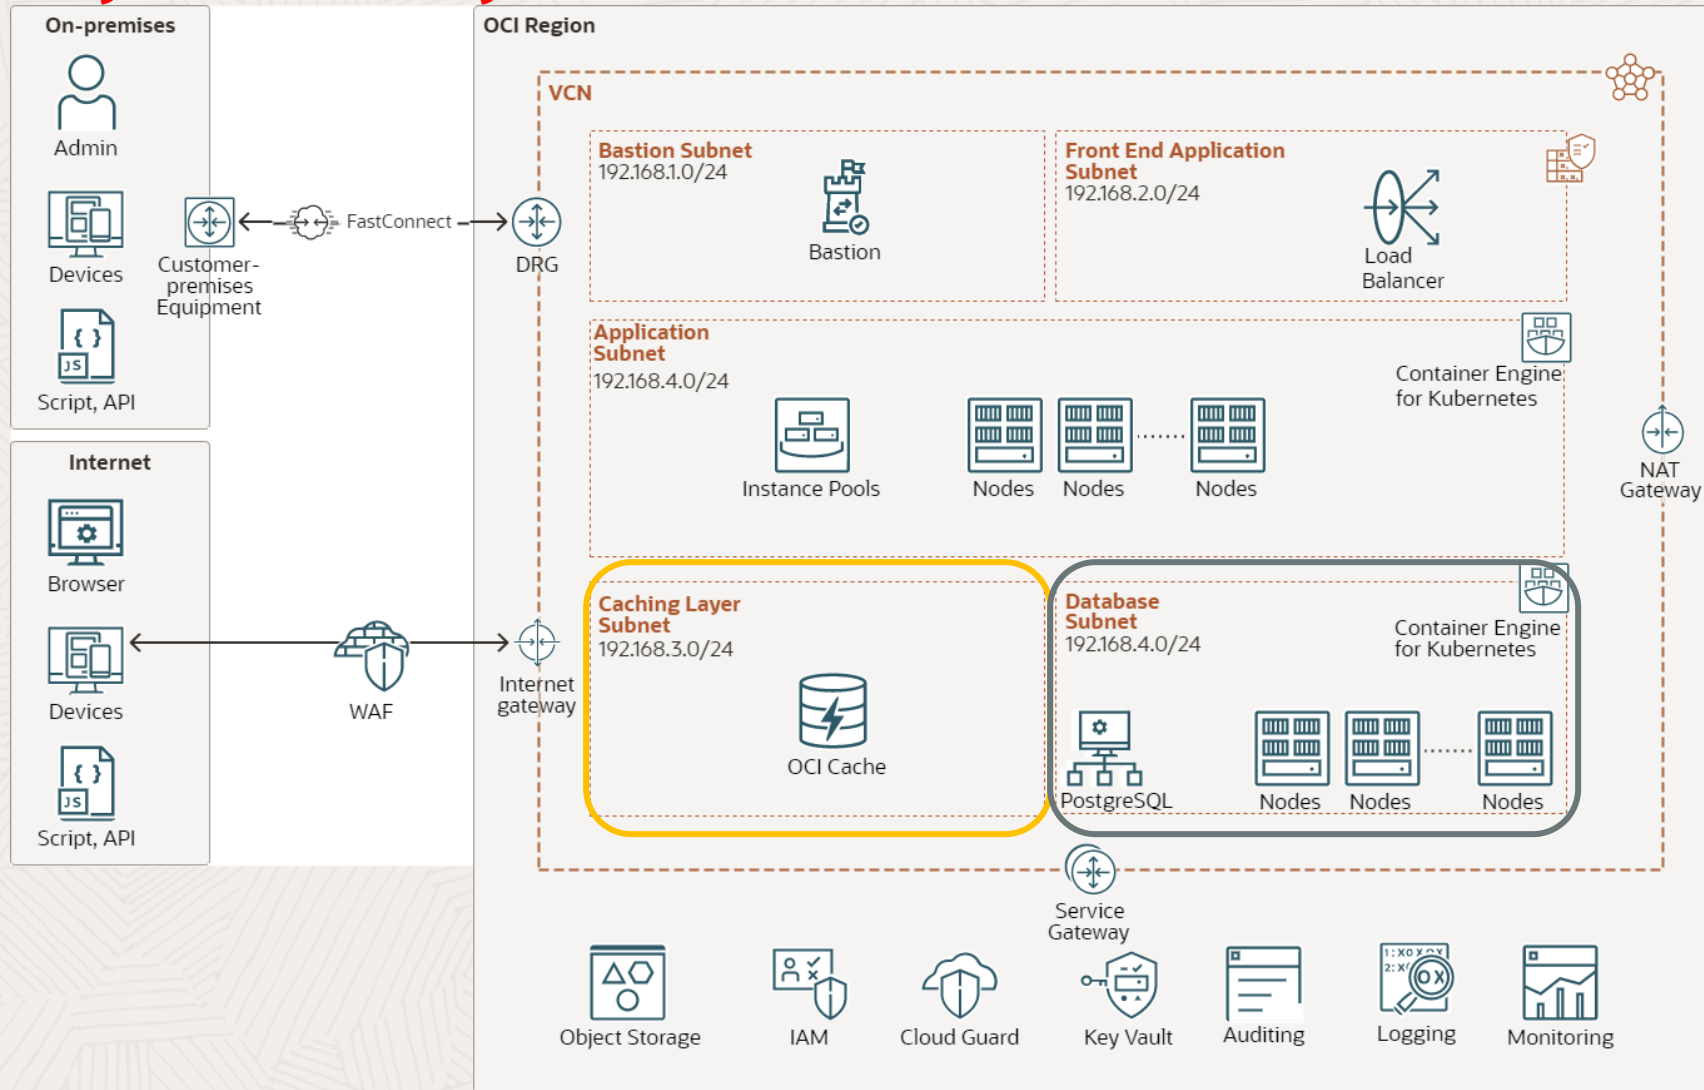 On-premises
Admin
Devices
Script, API
Customer-
premises
Equipment
FastConnect
Internet
Browser
Devices
Script, API
WAF
OCI Region
VCN
DRG
Internet
gateway
Bastion Subnet
192.168.1.0/24
Bastion
Front End Application
Subnet
192.168.2.0/24
Load
Balancer
Application
Subnet
192.168.4.0/24
Container Engine
for Kubernetes
Instance Pools
Nodes
Nodes
Nodes
NAT
Gateway
Caching Layer
Subnet
192.168.3.0/24
OCI Cache
Database
Subnet
192.168.4.0/24
Container Engine
for Kubernetes
PostgreSQL
Nodes
Nodes
Nodes
Service
Gateway
Object Storage
IAM
Cloud Guard
Key Vault
Auditing
Logging
Monitoring